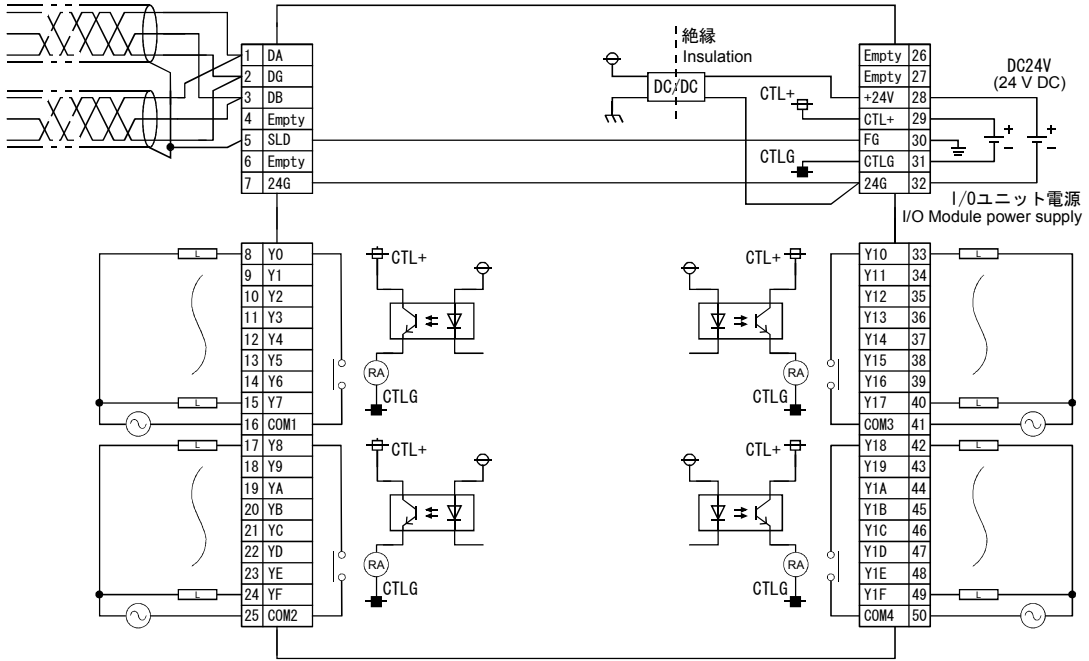 1 DA
2 DG
3 DB
4 Empty
5 SLD
6 Empty
7 24G
絶縁
Insulation
DC/DC
CTL+
CTLG
Empty 26
Empty 27
+24V 28
CTL+ 29
FG 30
CTLG 31
24G 32
DC24V
(24 V DC)
+ +
- -
I/Oユニット電源
I/O Module power supply
8 Y0
9 Y1
10 Y2
11 Y3
12 Y4
13 Y5
14 Y6
15 Y7
16 COM1
17 Y8
18 Y9
19 YA
20 YB
21 YC
22 YD
23 YE
24 YF
25 COM2
L
L
L
L
CTL+
RA
CTLG
CTL+
RA
CTLG
CTL+
RA
CTLG
CTL+
RA
CTLG
Y10 33
Y11 34
Y12 35
Y13 36
Y14 37
Y15 38
Y16 39
Y17 40
COM3 41
Y18 42
Y19 43
Y1A 44
Y1B 45
Y1C 46
Y1D 47
Y1E 48
Y1F 49
COM4 50
L
L
L
L